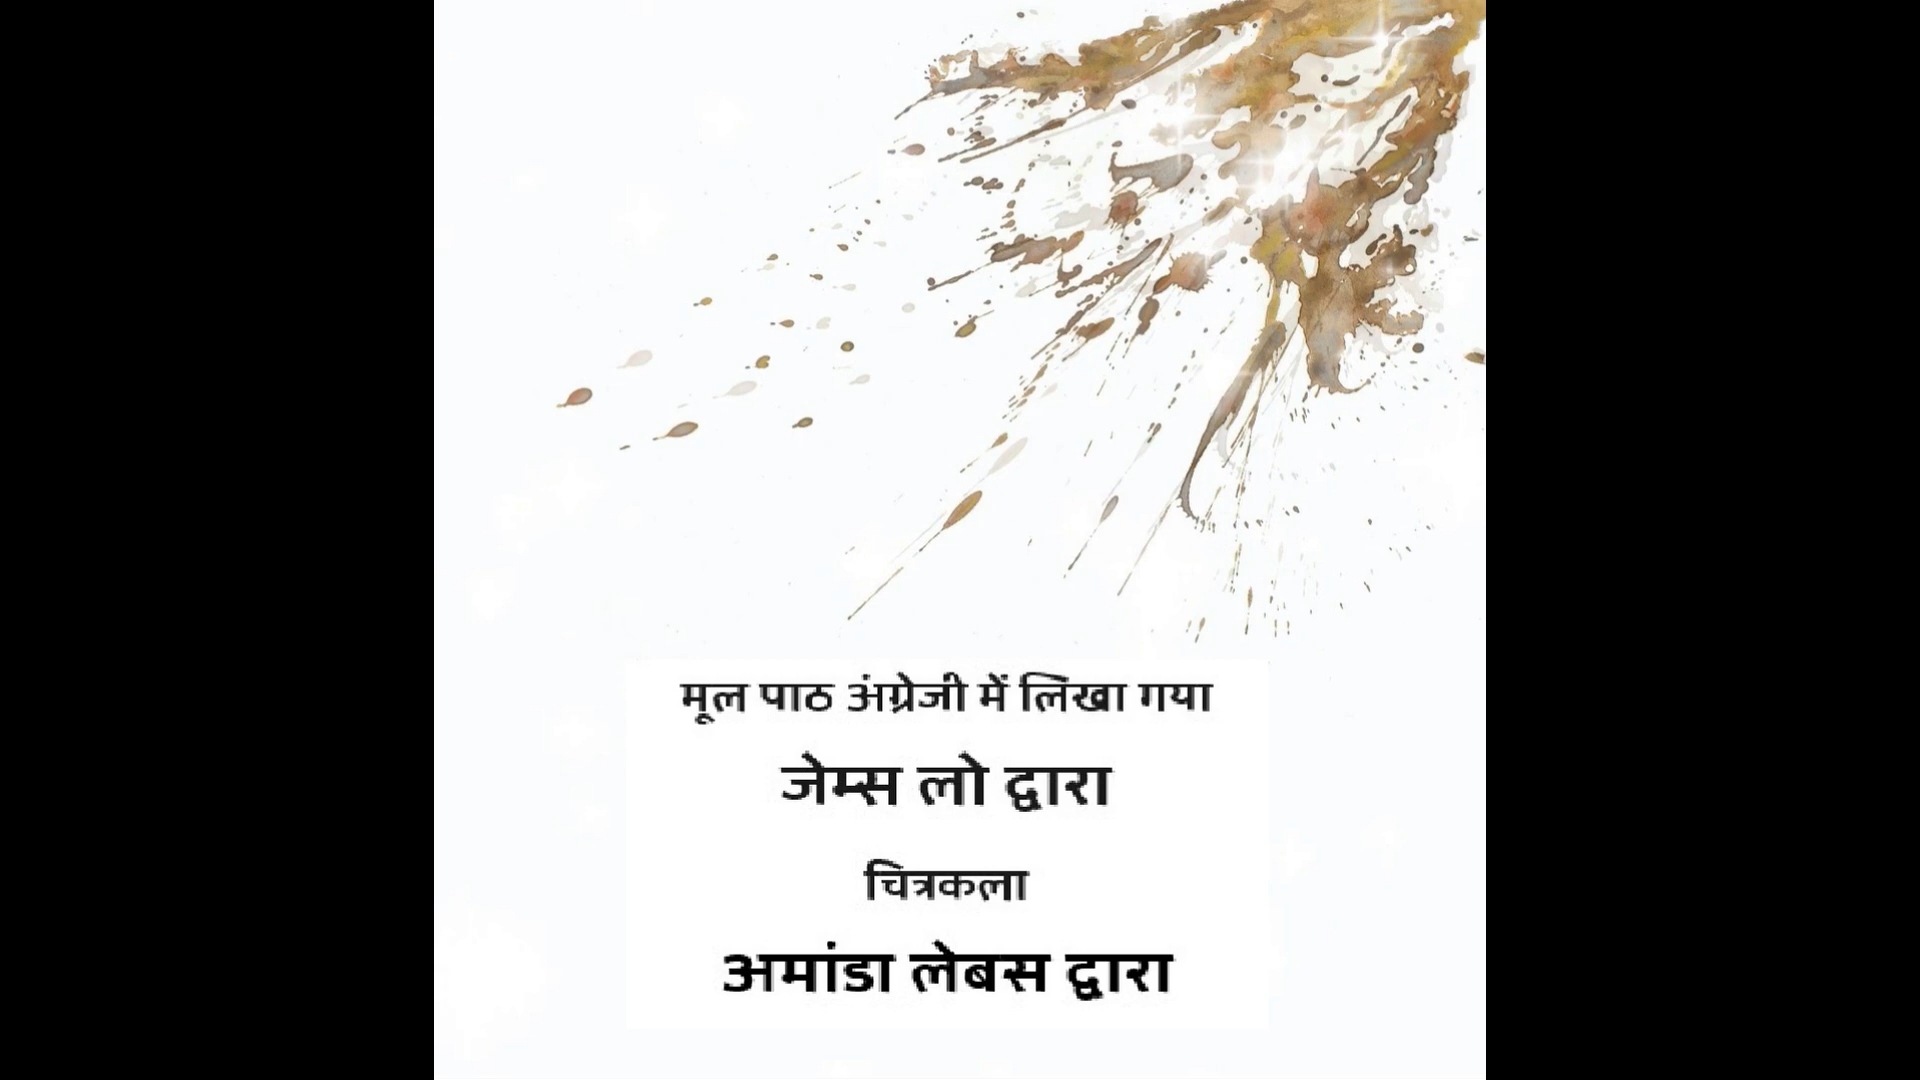 मूल पाठ अंग्रेजी में लिखा गया
जेम्स लो द्वारा
चित्रकला
अमांडा लेबस द्वारा